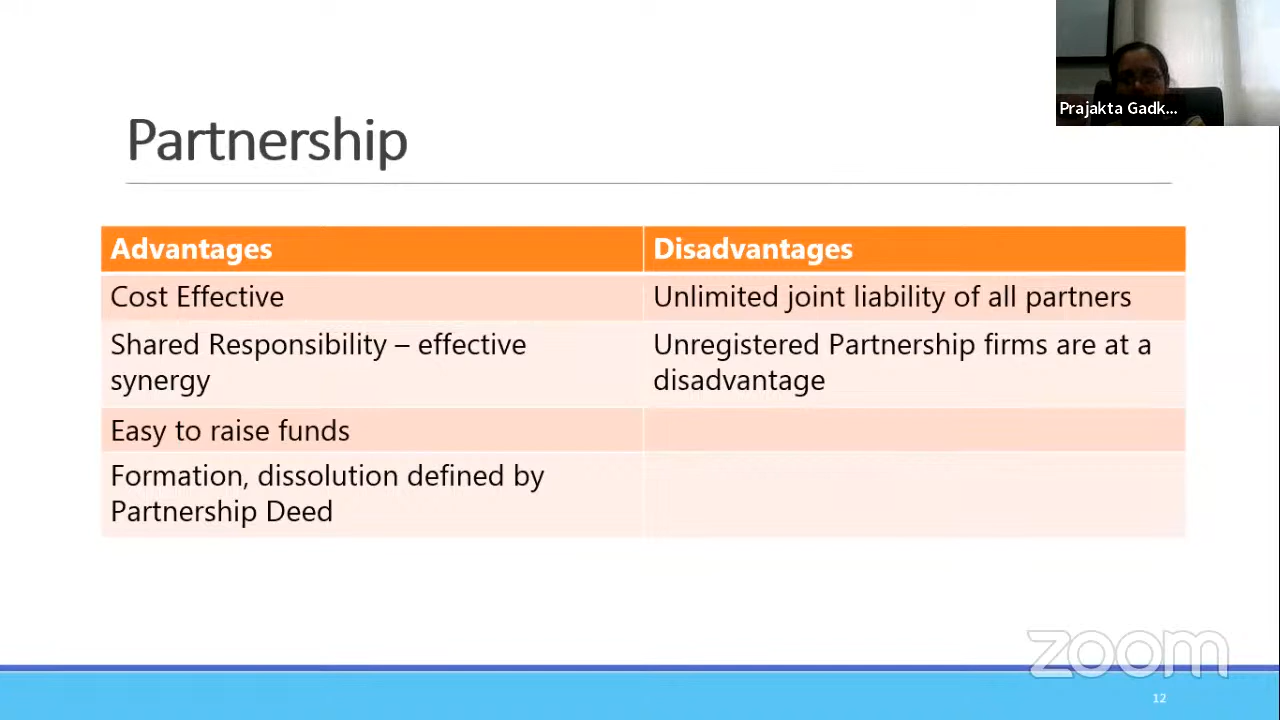 Prajakta Gadk...
Partnership
Advantages
Disadvantages
Cost Effective
Unlimited joint liability of all partners
Shared Responsibility – effective
synergy
Unregistered Partnership firms are at a
disadvantage
Easy to raise funds
Formation, dissolution defined by
Partnership Deed
zoom
12